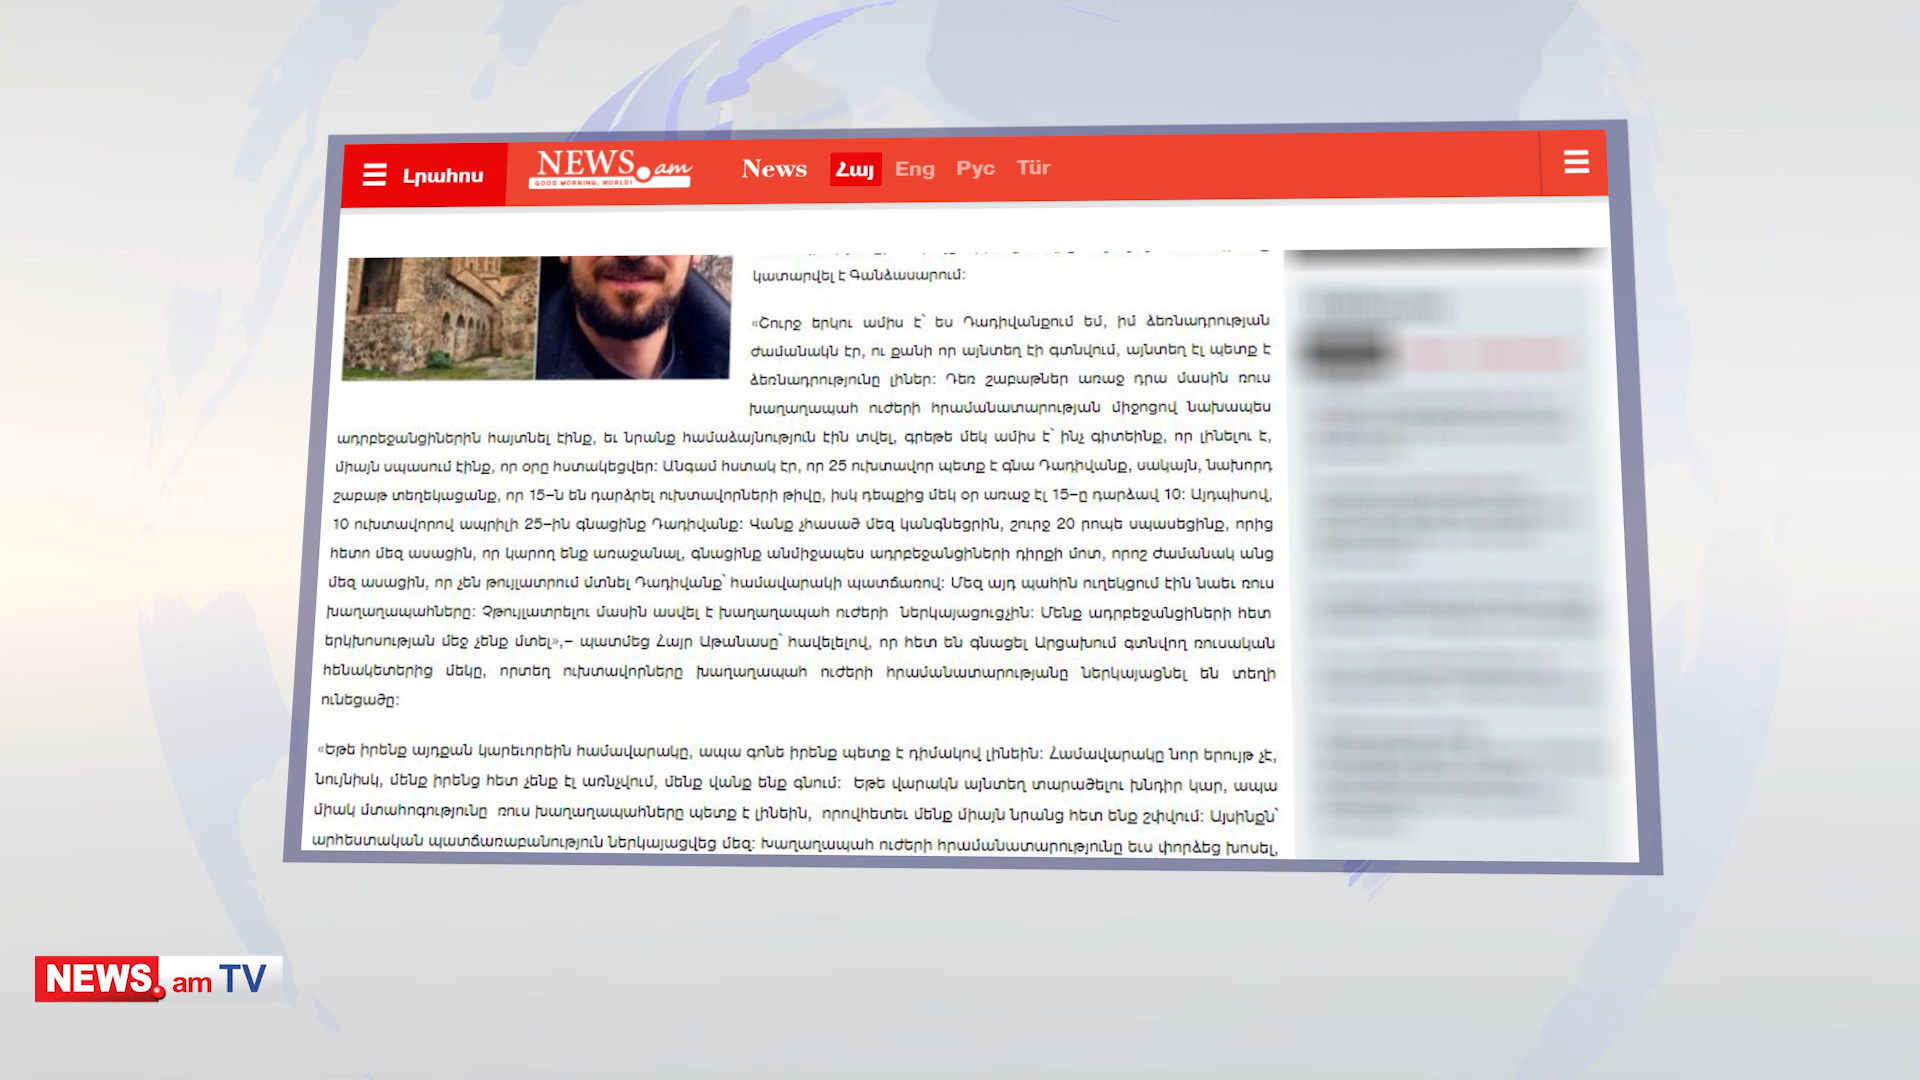 Լրահոս
NEWS.am
GOOD MORNING, WORLD!
News Հայ Eng Рус Tür
կատարվել է Գանձասարում:
«Շուրջ երկու ամիս է՝ ես Դադիվանքում եմ, իմ ձեռնադրության
ժամանակն էր, ու քանի որ այնտեղ էի գտնվում, այնտեղ էլ պետք է
ձեռնադրությունը լիներ: Դեռ շաբաթներ առաջ դրա մասին ռուս
խաղաղապահ ուժերի հրամանատարության միջոցով նախապես
ադրբեջանցիներին հայտնել էինք, եւ նրանք համաձայնություն էին տվել, գրեթե մեկ ամիս է՝ ինչ գիտեինք, որ լինելու է,
միայն սպասում էինք, որ օրը հստակեցվեր: Անգամ հստակ էր, որ 25 ուխտավոր պետք է գնա Դադիվանք, սակայն, նախորդ
շաբաթ տեղեկացանք, որ 15-ն են դարձրել ուխտավորների թիվը, իսկ դեպքից մեկ օր առաջ էլ 15-ը դարձավ 10: Այդպիսով,
10 ուխտավորով ապրիլի 25-ին գնացինք Դադիվանք: Վանք չհասած մեզ կանգնեցրին, շուրջ 20 րոպե սպասեցինք, որից
հետո մեզ ասացին, որ կարող ենք առաջանալ, գնացինք անմիջապես ադրբեջանցիների դիրքի մոտ, որոշ ժամանակ անց
մեզ ասացին, որ չեն թույլատրում մտնել Դադիվանք՝ համավարակի պատճառով: Մեզ այդ պահին ուղեկցում էին նաեւ ռուս
խաղաղապահները: Չթույլատրելու մասին ասվել է խաղաղապահ ուժերի ներկայացուցչին: Մենք ադրբեջանցիների հետ
երկխոսության մեջ չենք մտել»,- պատմեց Հայր Աթանասը՝ հավելելով, որ հետ են գնացել Արցախում գտնվող ռուսական
հենակետերից մեկը, որտեղ ուխտավորները խաղաղապահ ուժերի հրամանատարությանը ներկայացնել են տեղի
ունեցածը:
«Եթե իրենք այդքան կարեւորեին համավարակը, ապա գոնե իրենք պետք է դիմակով լինեին: Համավարակը նոր երույթ չէ,
նույնիսկ, մենք իրենց հետ չենք էլ առնչվում, մենք վանք ենք գնում: Եթե վարակն այնտեղ տարածելու խնդիր կար, ապա
միակ մտահոգությունը ռուս խաղաղապահները պետք է լինեին, որովհետեւ մենք միայն նրանց հետ ենք շփվում: Այսինքն՝
արհեստական պատճառաբանություն ներկայացվեց մեզ: Խաղաղապահ ուժերի հրամանատարությունը եւս փորձեց խոսել,
NEWS.am TV